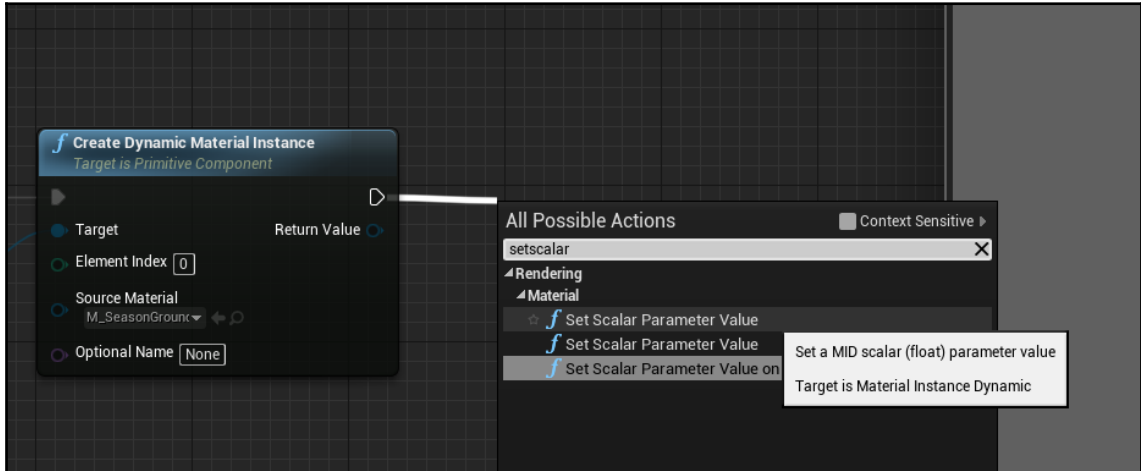 f Create Dynamic Material Instance
Target is Primitive Component
Target Return Value
Element Index 0
Source Material
M_SeasonGround
Optional Name None
All Possible Actions Context Sensitive
setscalar
Rendering
Material
f Set Scalar Parameter Value
f Set Scalar Parameter Value
f Set Scalar Parameter Value on
Set a MID scalar (float) parameter value
Target is Material Instance Dynamic